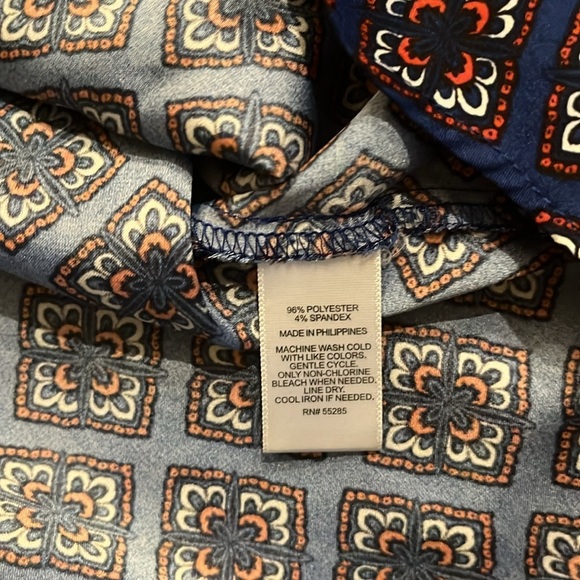 96% POLYESTER
4% SPANDEX
MADE IN PHILIPPINES
MACHINE WASH COLD
WITH LIKE COLORS,
GENTLE CYCLE.
ONLY NON-CHLORINE
BLEACH WHEN NEEDED.
LINE DRY.
COOL IRON IF NEEDED.
RN# 55285